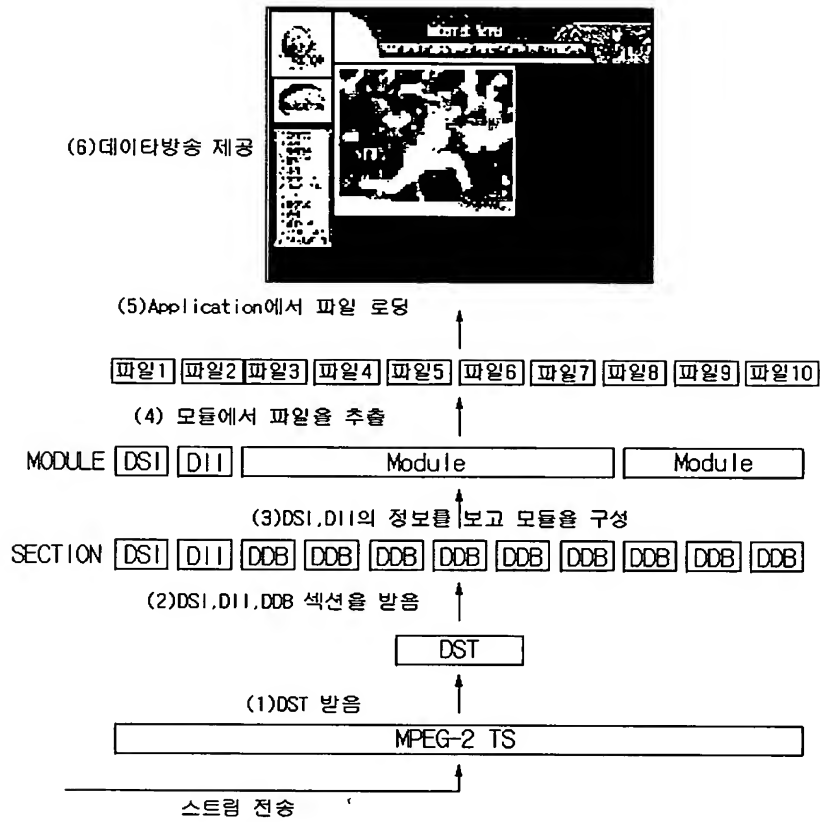 (6)데이타방송 제공
(5)Application에서 파일 로딩
파일1 파일2 파일3 파일4 파일5 파일6 파일7 파일8 파일9 파일10
(4) 모듈에서 파일을 추출
MODULE DSI DII Module Module
(3)DSI,DII의 정보를 보고 모듈을 구성
SECTION DSI DII DDB DDB DDB DDB DDB DDB DDB DDB DDB
(2)DSI,DII,DDB 섹션을 받음
DST
(1)DST 받음
MPEG-2 TS
스트림 전송